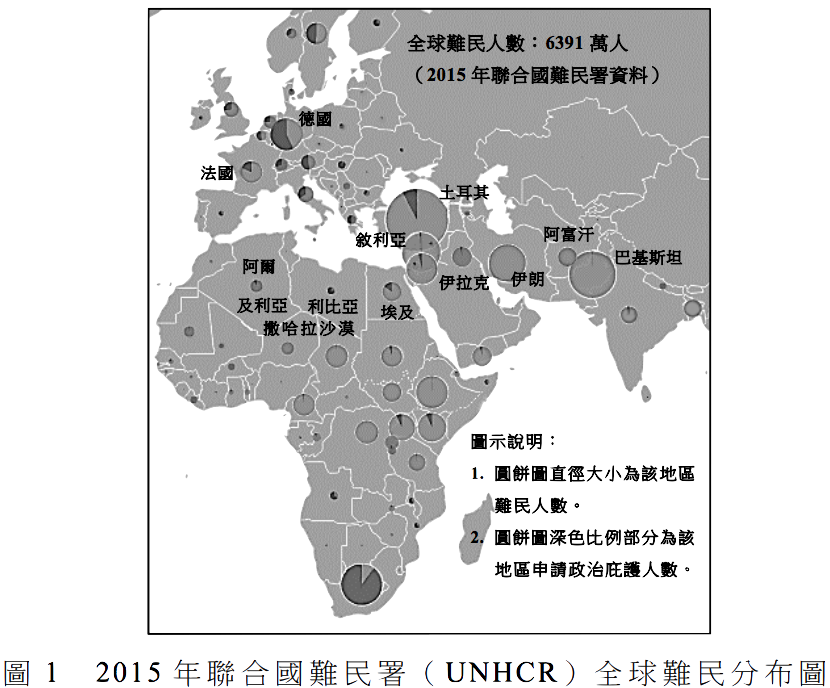 全球難民人數：6391 萬人
（2015 年聯合國難民署資料）
德國
法國
土耳其
敘利亞
阿富汗
巴基斯坦
伊拉克
伊朗
阿爾
及利亞
利比亞
埃及
撒哈拉沙漠
圖示說明：
1. 圓餅圖直徑大小為該地區
難民人數。
2. 圓餅圖深色比例部分為該
地區申請政治庇護人數。
圖 1 2015 年聯合國難民署（UNHCR）全球難民分布圖